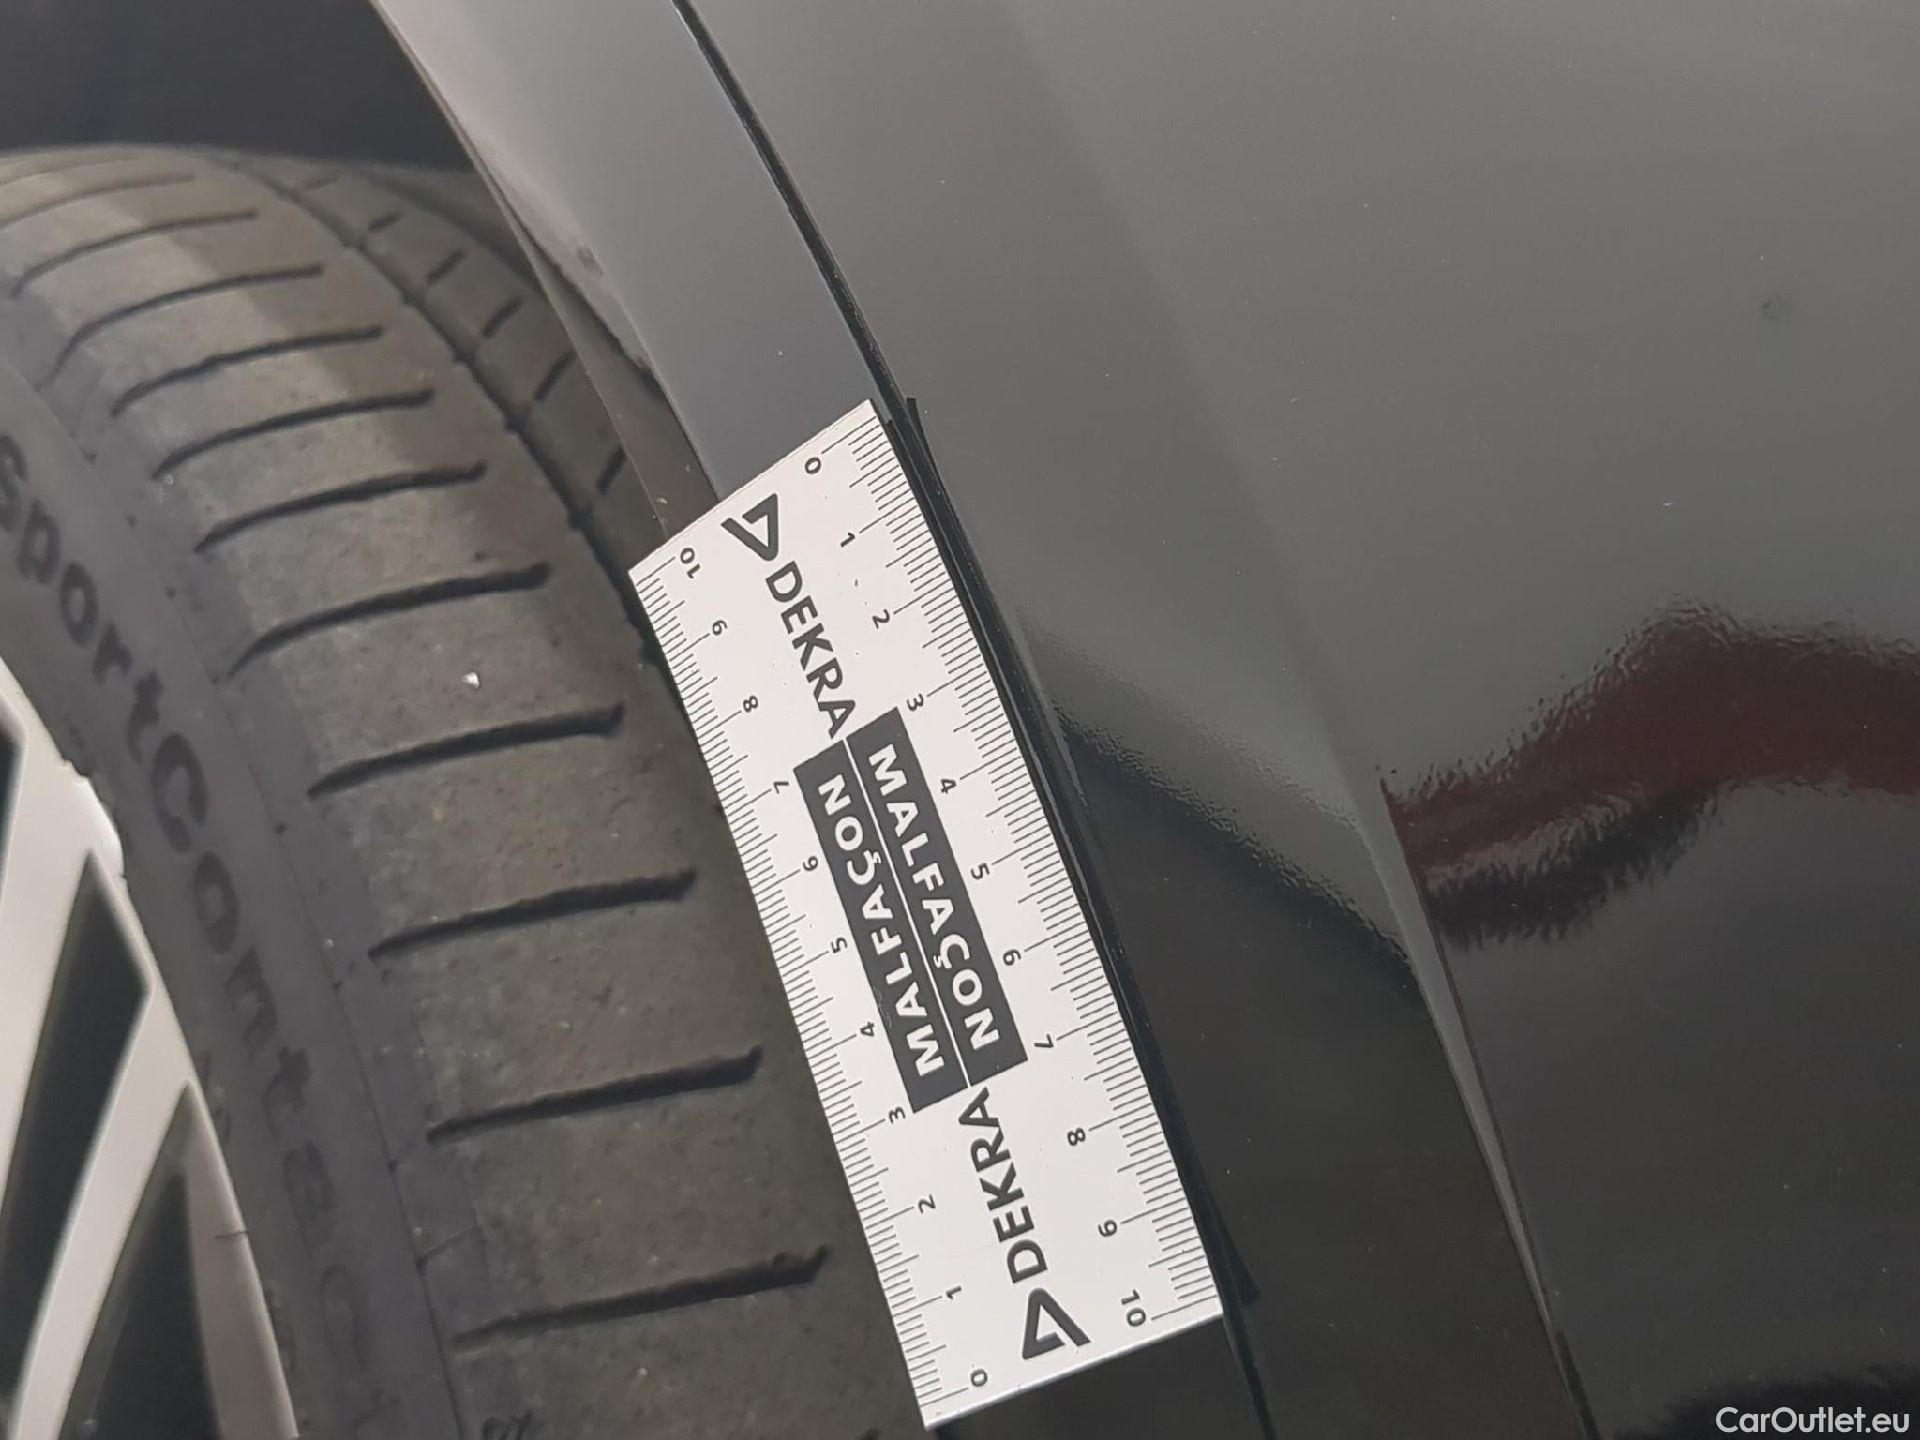 SportContact
0 1 2 3 4 5 6 7 8 9 10
DEKRA
MALFAÇON
MALFAÇON
DEKRA
10 9 8 7 6 5 4 3 2 1 0
CarOutlet.eu